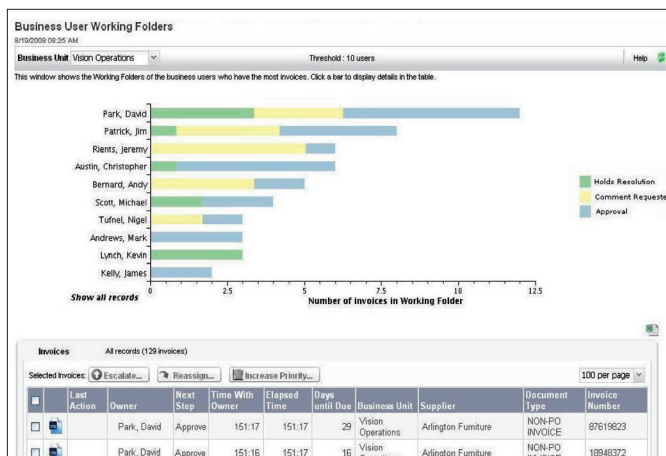 Business User Working Folders
8/19/2008 08:25 AM
Business Unit Vision Operations Threshold : 10 users Help
This window shows the Working Folders of the business users who have the most invoices. Click a bar to display details in the table.
Park, David
Patrick, Jim
Rients, Jeremy
Austin, Christopher
Bernard, Andy
Scott, Michael
Tufnel, Nigel
Andrews, Mark
Lynch, Kevin
Kelly, James
Holds Resolution
Comment Requeste
Approval
0 2.5 5 7.5 10 12.5
Show all records
Number of invoices in Working Folder
Invoices All records (129 invoices)
Selected Invoices: Escalate... Reassign... Increase Priority... 100 per page
Last Action Owner Next Step Time With Owner Elapsed Time Days until Due Business Unit Supplier Document Type Invoice Number
Park, David Approve 151:17 151:17 29 Vision Operations Arlington Furniture NON-PO INVOICE 87619823
Park, David Approve 151:16 151:17 16 Vision Arlington Furniture NON-PO 18948372